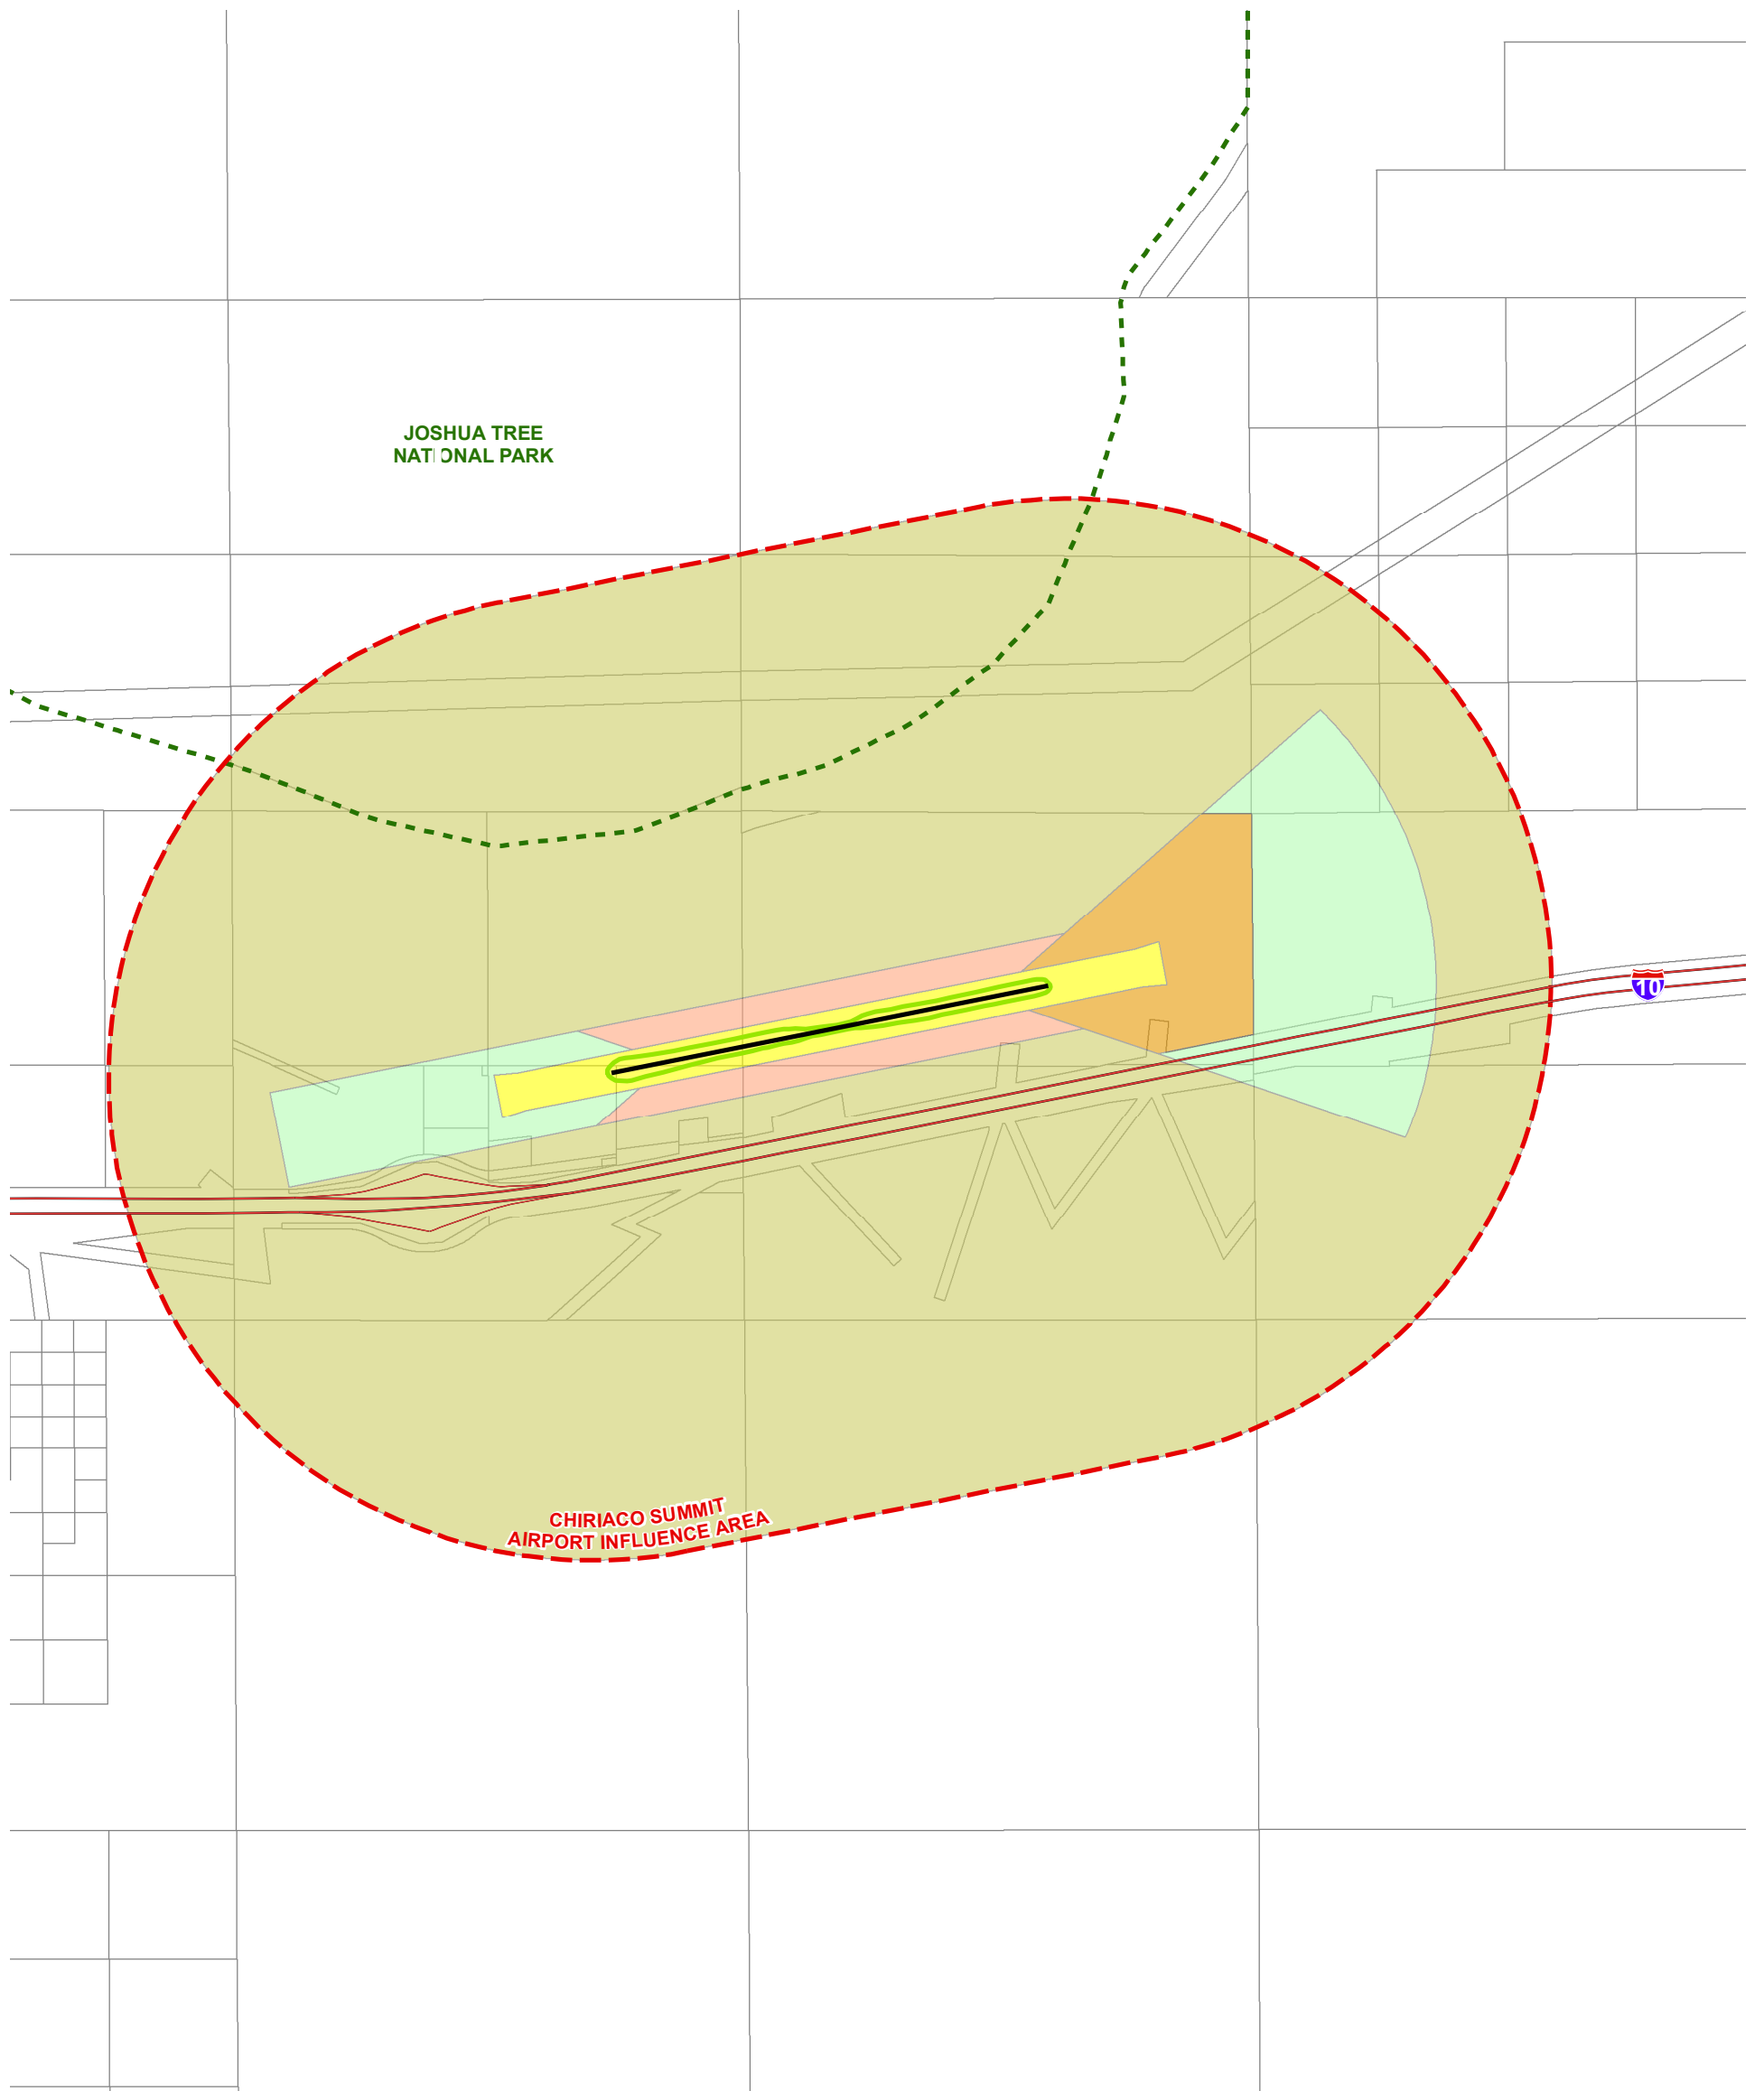 JOSHUA TREE
NATIONAL PARK
10
CHIRIACO SUMMIT
AIRPORT INFLUENCE AREA